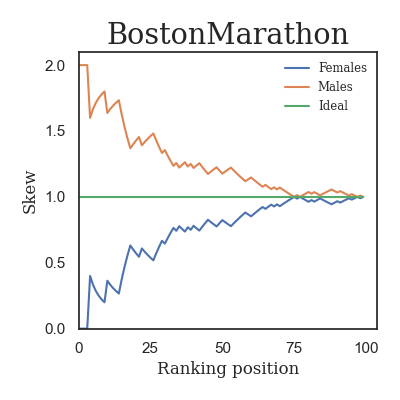 BostonMarathon
Females
Males
Ideal
Skew
2.0
1.5
1.0
0.5
0.0
0 25 50 75 100
Ranking position